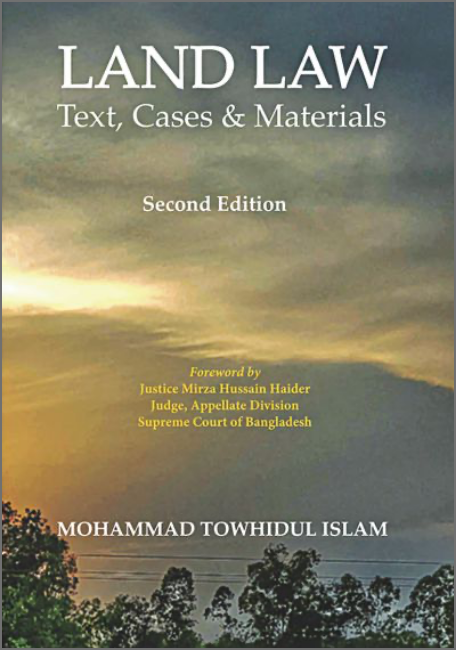 LAND LAW
Text, Cases & Materials
Second Edition
Foreword by
Justice Mirza Hussain Haider
Judge, Appellate Division
Supreme Court of Bangladesh
MOHAMMAD TOWHIDUL ISLAM